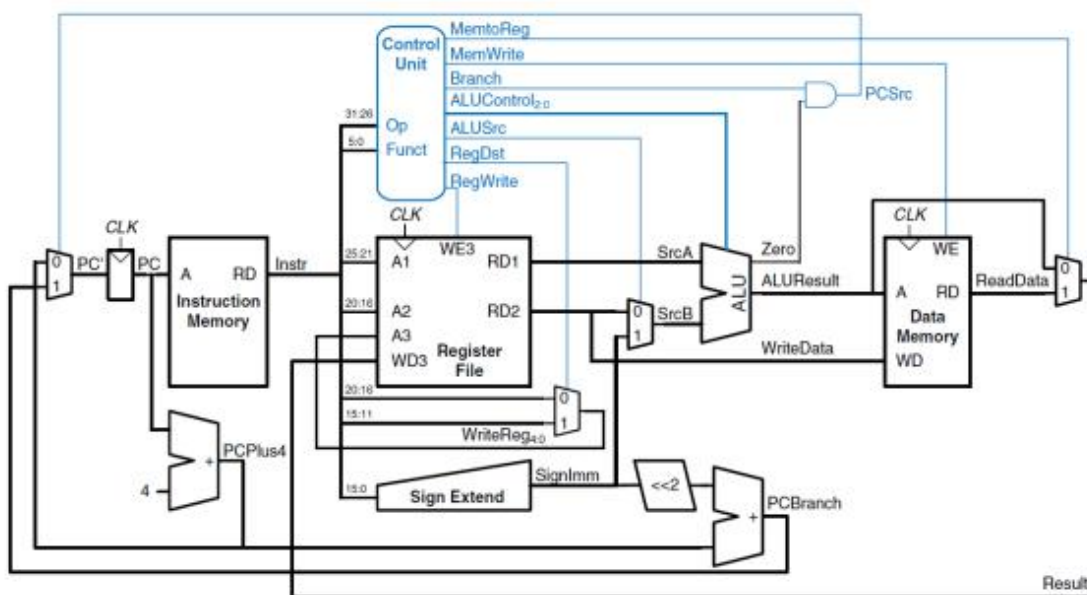 MemtoReg
Control
Unit
MemWrite
Branch
ALUControl2:0
PCSrc
31:26
Op
ALUSrc
5:0
Funct
RegDst
RegWrite
CLK
CLK
CLK
0
1
PC'
PC
A
RD
Instruction
Memory
Instr
25:21
A1
WE3
RD1
SrcA
Zero
WE
0
1
20:16
A2
RD2
0
1
SrcB
ALU
ALUResult
A
RD
ReadData
Data
Memory
A3
WD3
Register
File
WriteData
WD
20:16
0
15:11
1
WriteReg4:0
PCPlus4
+
4
SignImm
15:0
Sign Extend
<<2
PCBranch
+
Result